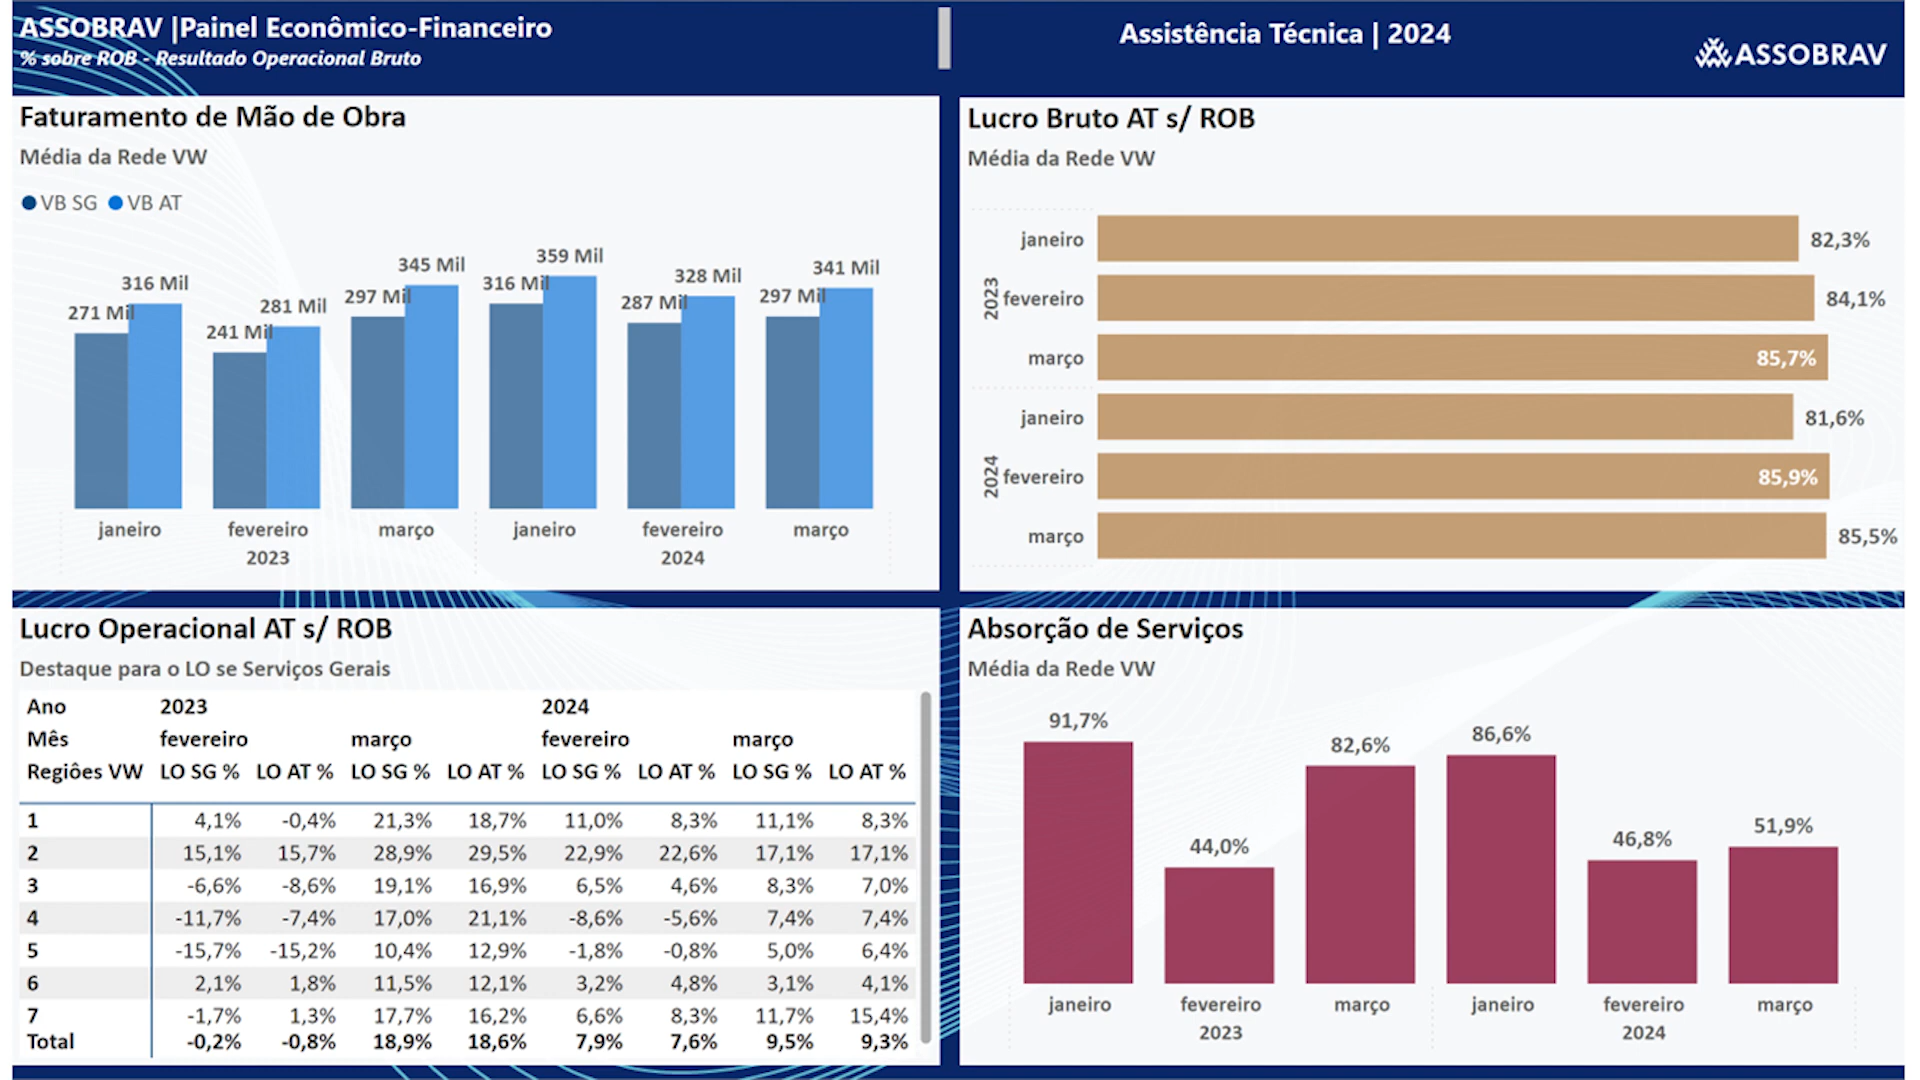 ASSOBRAV |Painel Econômico-Financeiro
% sobre ROB - Resultado Operacional Bruto
Assistência Técnica | 2024
ASSOBRAV
Faturamento de Mão de Obra
Média da Rede VW
VB SG VB AT
271 Mil 316 Mil 241 Mil 281 Mil 297 Mil 345 Mil 316 Mil 359 Mil 287 Mil 328 Mil 297 Mil 341 Mil
janeiro fevereiro março janeiro fevereiro março
2023 2024
Lucro Bruto AT s/ ROB
Média da Rede VW
2023
janeiro 82,3%
fevereiro 84,1%
março 85,7%
2024
janeiro 81,6%
fevereiro 85,9%
março 85,5%
Lucro Operacional AT s/ ROB
Destaque para o LO se Serviços Gerais
Ano 2023 2024
Mês fevereiro março fevereiro março
Regiões VW LO SG % LO AT % LO SG % LO AT % LO SG % LO AT % LO SG % LO AT %
1 4,1% -0,4% 21,3% 18,7% 11,0% 8,3% 11,1% 8,3%
2 15,1% 15,7% 28,9% 29,5% 22,9% 22,6% 17,1% 17,1%
3 -6,6% -8,6% 19,1% 16,9% 6,5% 4,6% 8,3% 7,0%
4 -11,7% -7,4% 17,0% 21,1% -8,6% -5,6% 7,4% 7,4%
5 -15,7% -15,2% 10,4% 12,9% -1,8% -0,8% 5,0% 6,4%
6 2,1% 1,8% 11,5% 12,1% 3,2% 4,8% 3,1% 4,1%
7 -1,7% 1,3% 17,7% 16,2% 6,6% 8,3% 11,7% 15,4%
Total -0,2% -0,8% 18,9% 18,6% 7,9% 7,6% 9,5% 9,3%
Absorção de Serviços
Média da Rede VW
91,7% 44,0% 82,6% 86,6% 46,8% 51,9%
janeiro fevereiro março janeiro fevereiro março
2023 2024